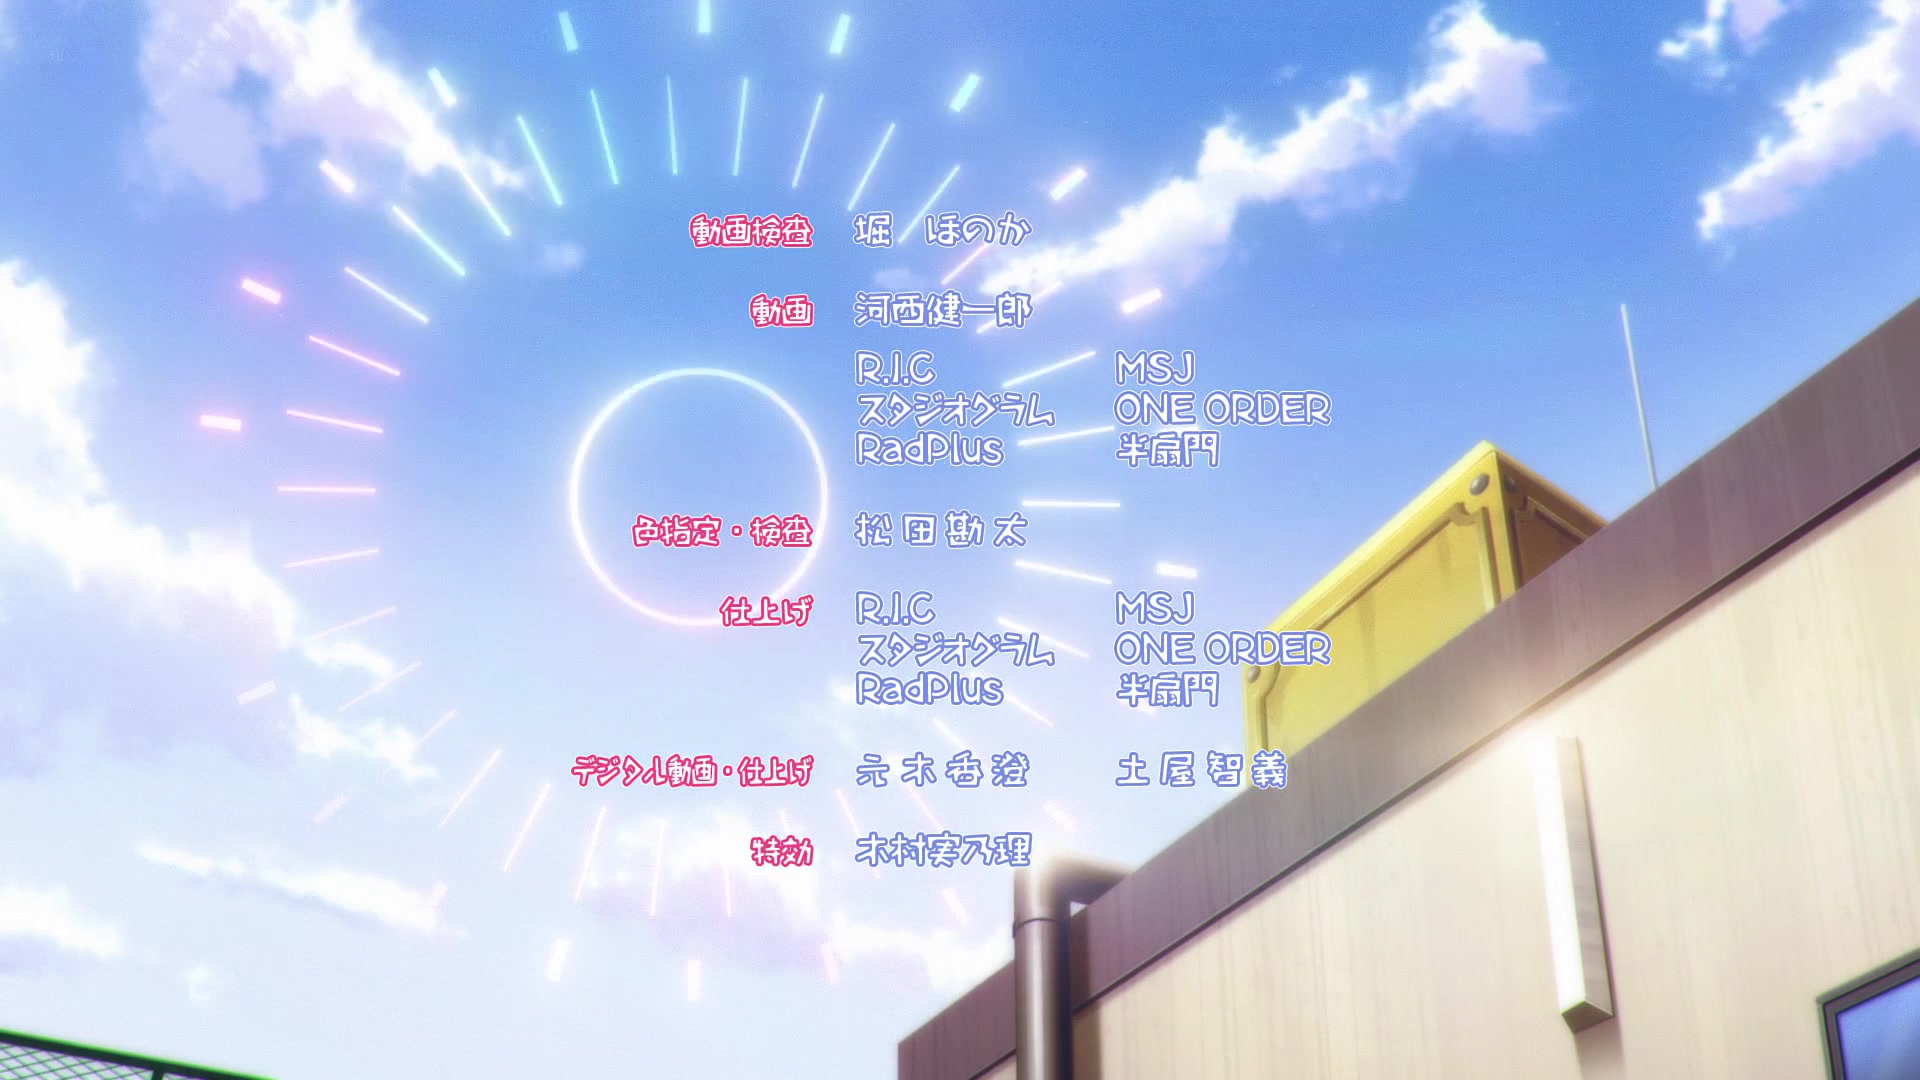 動画検査 堀 ほのか
動画 河西健一郎
R.I.C MSJ
スタジオグラム ONE ORDER
RadPlus 半扇門
色指定・検査 松田勘太
仕上げ R.I.C MSJ
スタジオグラム ONE ORDER
RadPlus 半扇門
デジタル動画・仕上げ 元木香澄 土屋智義
特効 木村実乃理